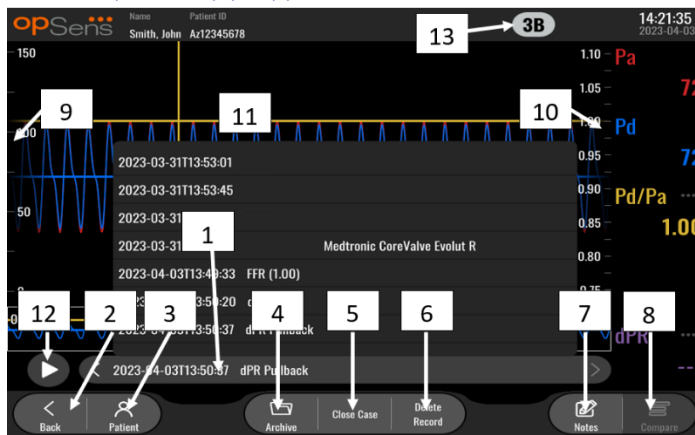 opSens
Name Patient ID
Smith, John Az12345678
13
3B
14:21:35
2023-04-03
150
1.10
Pa
1.05
72
9
11
10
100
1.00
Pd
2023-03-31T13:53:01
0.95
72
2023-03-31T13:53:45
0.90
Pd/Pa
---
50
2023-03-31
0.85
1
1.00
2023-03-31
Medtronic CoreValve Evolut R
0.80
2023-04-03T13:49:33 FFR (1.00)
0.75
12
2
3
4
5
6
7
8
2023-04-03T13:50:20
2023-04-03T13:50:37 dPR Pullback
dPR
---
2023-04-03T13:50:37 dPR Pullback
Back
Patient
Archive
Close Case
Delete
Record
Notes
Compare